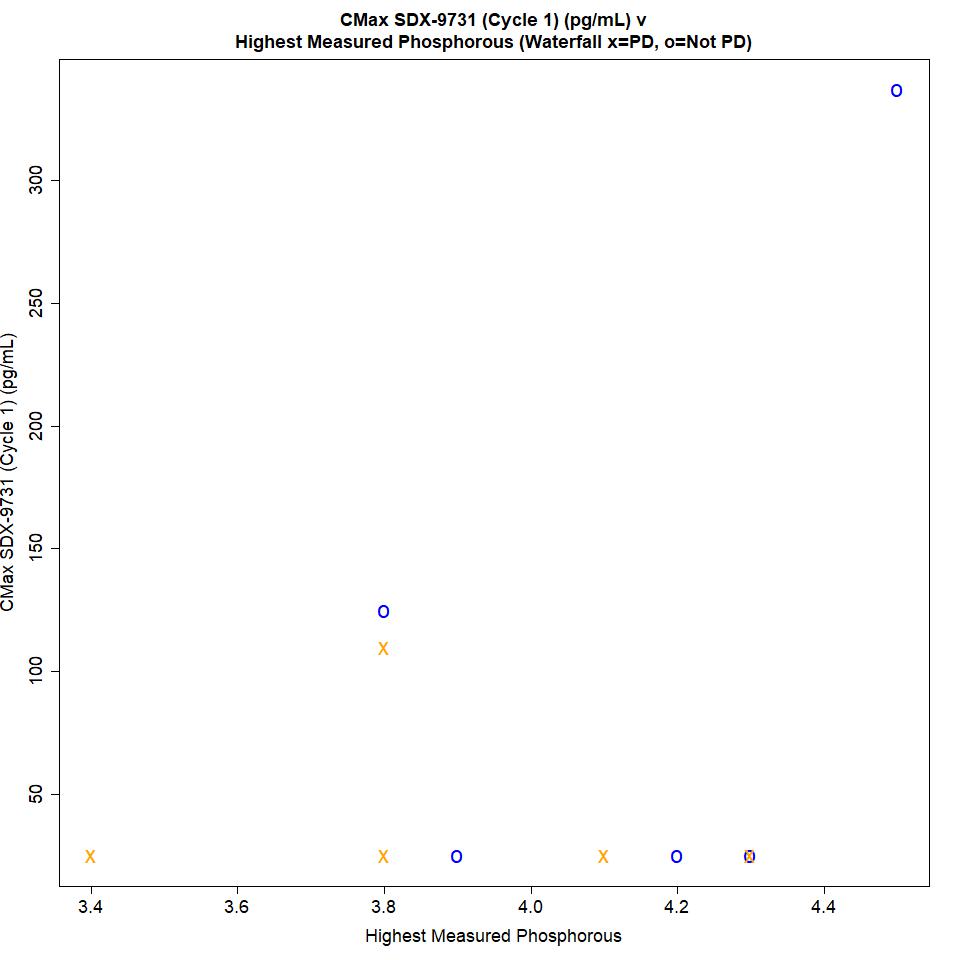 CMax SDX-9731 (Cycle 1) (pg/mL) v
Highest Measured Phosphorous (Waterfall x=PD, o=Not PD)
CMax SDX-9731 (Cycle 1) (pg/mL)
300
250
200
150
100
50
o
o
x
x
x
o
x
o
o
x
3.4
3.6
3.8
4.0
4.2
4.4
Highest Measured Phosphorous